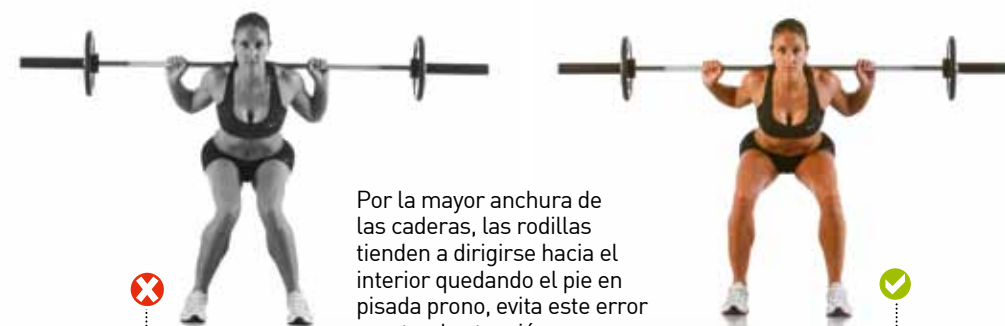 Por la mayor anchura de
las caderas, las rodillas
tienden a dirigirse hacia el
interior quedando el pie en
pisada prono, evita este error